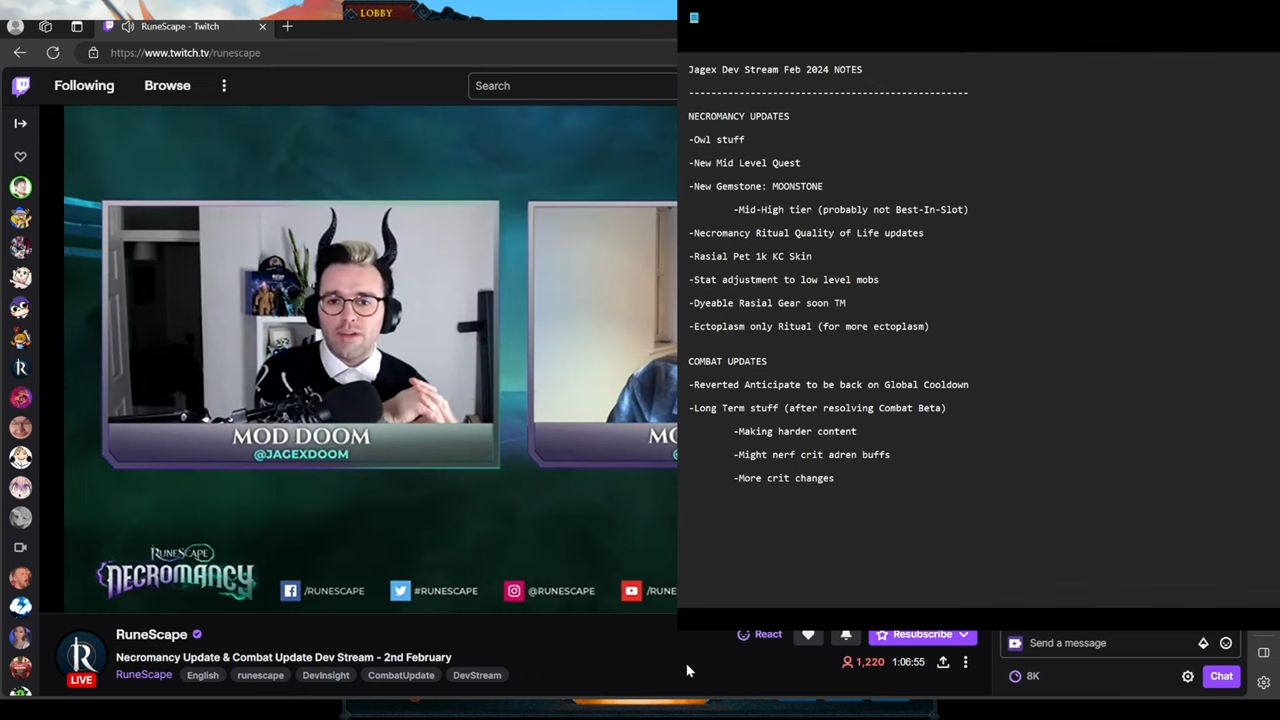 LOBBY
RuneScape - Twitch
https://www.twitch.tv/runescape
Following
Browse
Search
MOD DOOM
@JAGEXDOOM
RUNESCAPE
NECROMANCY
/RUNESCAPE
#RUNESCAPE
@RUNESCAPE
/RUNE
LIVE
RuneScape
Necromancy Update & Combat Update Dev Stream - 2nd February
RuneScape
English
runescape
DevInsight
CombatUpdate
DevStream
Jagex Dev Stream Feb 2024 NOTES
--------------------------------------------------
NECROMANCY UPDATES
-Owl stuff
-New Mid Level Quest
-New Gemstone: MOONSTONE
-Mid-High tier (probably not Best-In-Slot)
-Necromancy Ritual Quality of Life updates
-Rasial Pet 1k KC Skin
-Stat adjustment to low level mobs
-Dyeable Rasial Gear soon TM
-Ectoplasm only Ritual (for more ectoplasm)
COMBAT UPDATES
-Reverted Anticipate to be back on Global Cooldown
-Long Term stuff (after resolving Combat Beta)
-Making harder content
-Might nerf crit adren buffs
-More crit changes
React
Resubscribe
1,220
1:06:55
Send a message
8K
Chat